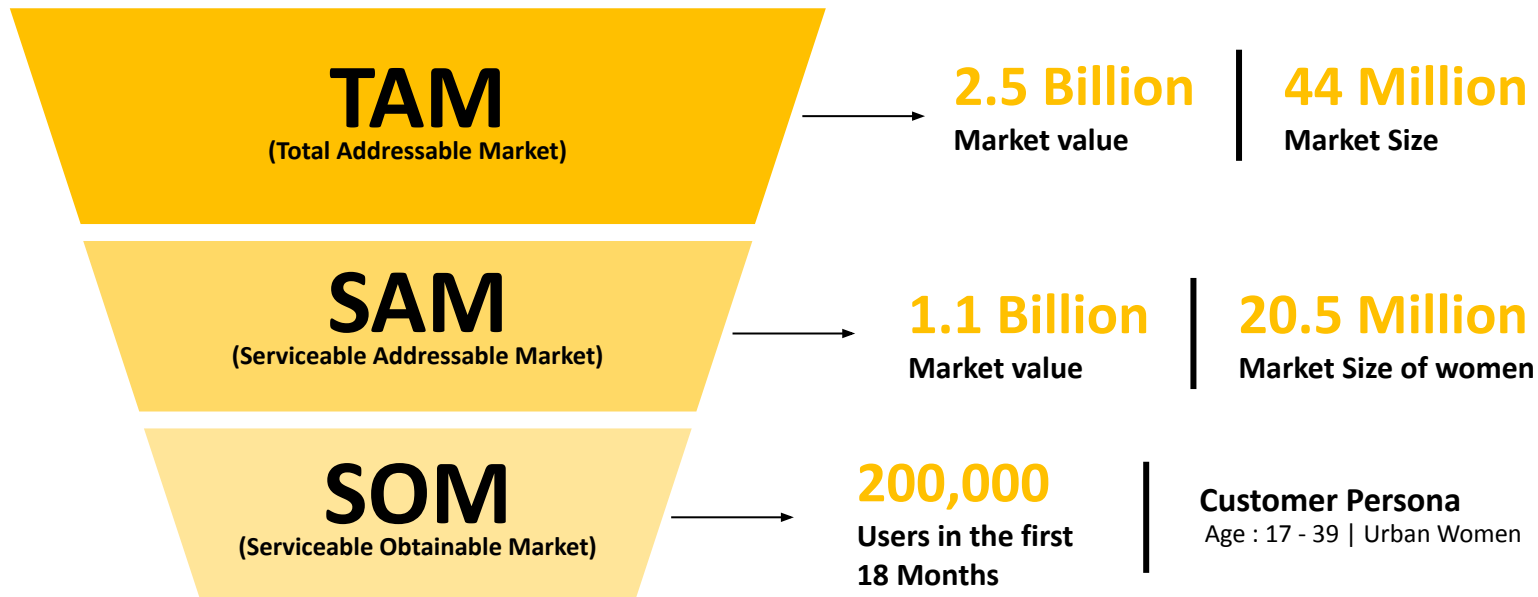 TAM
(Total Addressable Market)
2.5 Billion
Market value
44 Million
Market Size
SAM
(Serviceable Addressable Market)
1.1 Billion
Market value
20.5 Million
Market Size of women
SOM
(Serviceable Obtainable Market)
200,000
Users in the first
18 Months
Customer Persona
Age : 17 - 39 | Urban Women